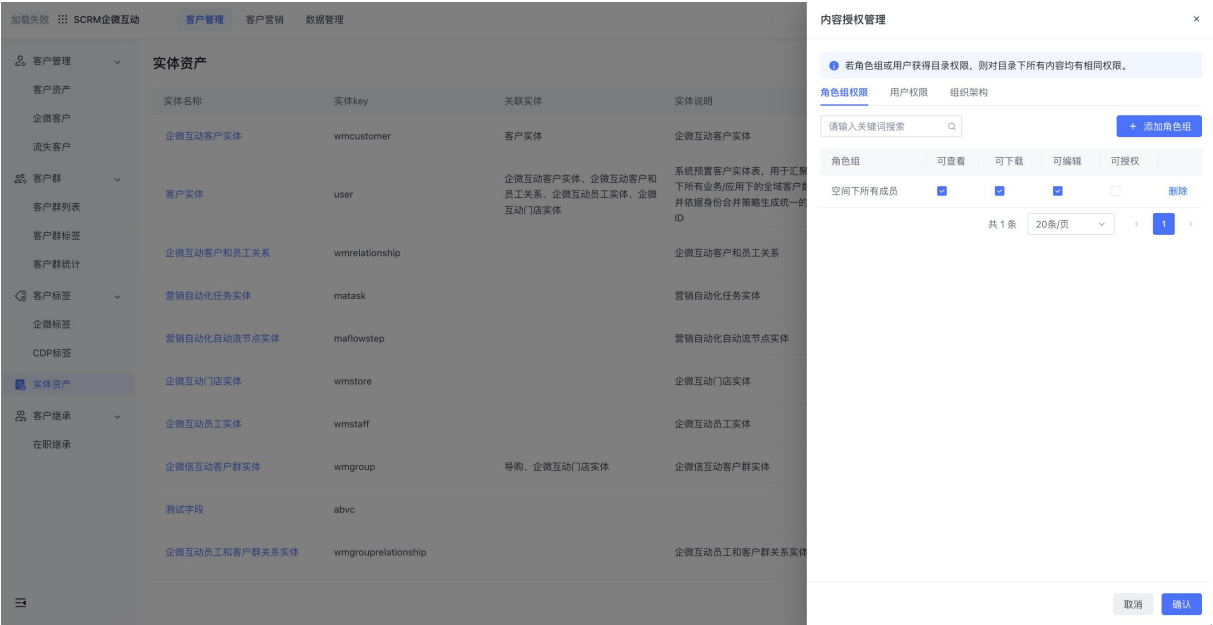 加载失败 SCRM企微互动 客户管理 客户营销 数据管理
客户管理
客户资产
企微客户
流失客户
客户群
客户群列表
客户群标签
客户群统计
客户标签
企微标签
CDP标签
实体资产
客户继承
在职继承
实体资产
实体名称 实体key 关联实体 实体说明
企微互动客户实体 wmcustomer 客户实体 企微互动客户实体
客户实体 user
企微互动客户实体、企微互动客户和
员工关系、企微互动员工实体、企微
互动门店实体
系统预置客户实体表，用于汇聚
下所有业务/应用下的全域客户数
并依据身份合并策略生成统一的
ID
企微互动客户和员工关系 wmrelationship 企微互动客户和员工关系
营销自动化任务实体 matask 营销自动化任务实体
营销自动化自动流节点实体 maflowstep 营销自动化自动流节点实体
企微互动门店实体 wmstore 企微互动门店实体
企微互动员工实体 wmstaff 企微互动员工实体
企微信互动客户群实体 wmgroup 导购、企微互动门店实体 企微信互动客户群实体
测试字段 abvc
企微互动员工和客户群关系实体 wmgrouprelationship 企微互动员工和客户群关系实体
内容授权管理
若角色组或用户获得目录权限，则对目录下所有内容均有相同权限。
角色组权限 用户权限 组织架构
请输入关键词搜索 + 添加角色组
角色组 可查看 可下载 可编辑 可授权
空间下所有成员 删除
共 1 条 20条/页 1
取消 确认